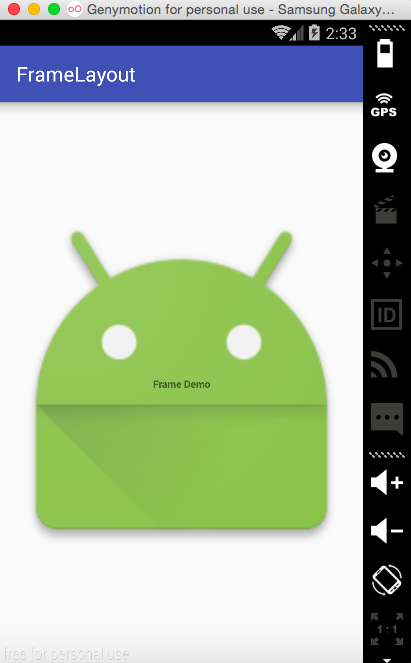 Genymotion for personal use - Samsung Galaxy...
2:33
FrameLayout
GPS
ID
Frame Demo
1:1
free for personal use